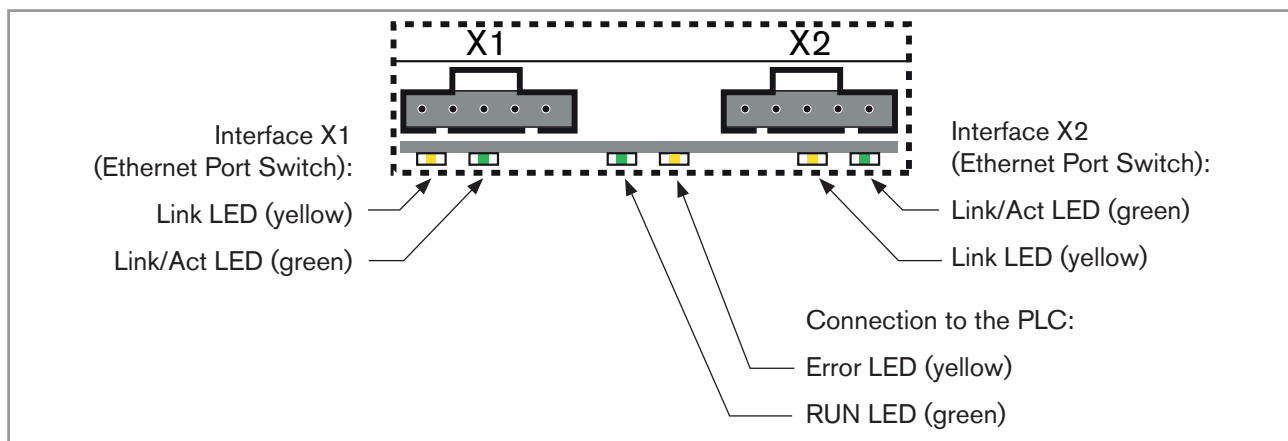 X1
X2
Interface X1
(Ethernet Port Switch):
Link LED (yellow)
Link/Act LED (green)
Interface X2
(Ethernet Port Switch):
Link/Act LED (green)
Link LED (yellow)
Connection to the PLC:
Error LED (yellow)
RUN LED (green)